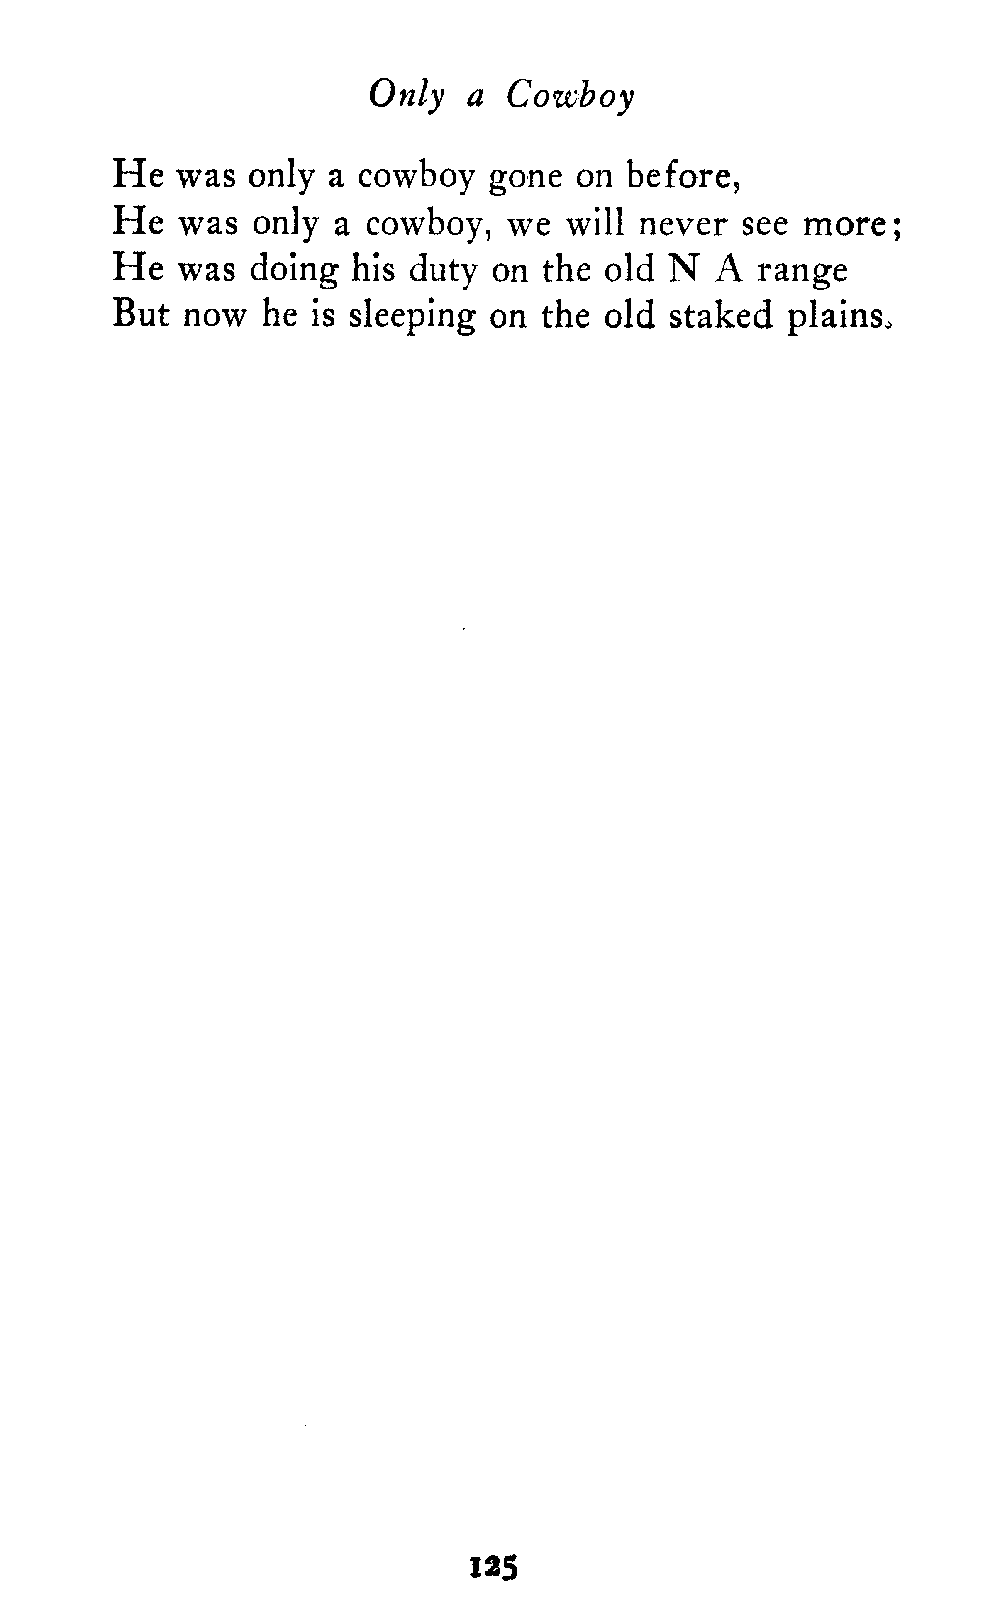 Only a Cowboy
He was only a cowboy gone on before,
He was only a cowboy, we will never see more;
He was doing his duty on the old N A range
But now he is sleeping on the old staked plains.
125